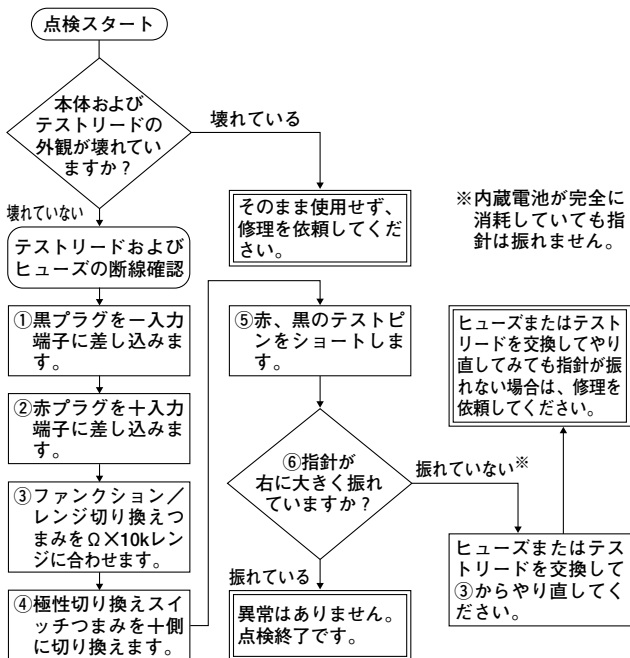 点検スタート
本体および
テストリードの
外観が壊れてい
ますか？
壊れている
そのまま使用せず、
修理を依頼してくだ
さい。
※内蔵電池が完全に
消耗していても指
針は振れません。
壊れていない
テストリードおよび
ヒューズの断線確認
①黒プラグを－入力
端子に差し込みま
す。
②赤プラグを＋入力
端子に差し込みま
す。
③ファンクション／
レンジ切り換えつ
まみをΩ×10kレン
ジに合わせます。
④極性切り換えスイ
ッチつまみを＋側
に切り換えます。
⑤赤、黒のテストピ
ンをショートしま
す。
⑥指針が
右に大きく振れ
ていますか？
振れていない※
振れている
異常はありません。
点検終了です。
ヒューズまたはテス
トリードを交換して
③からやり直してく
ださい。
ヒューズまたはテスト
リードを交換してやり
直してみても指針が振
れない場合は、修理を
依頼してください。